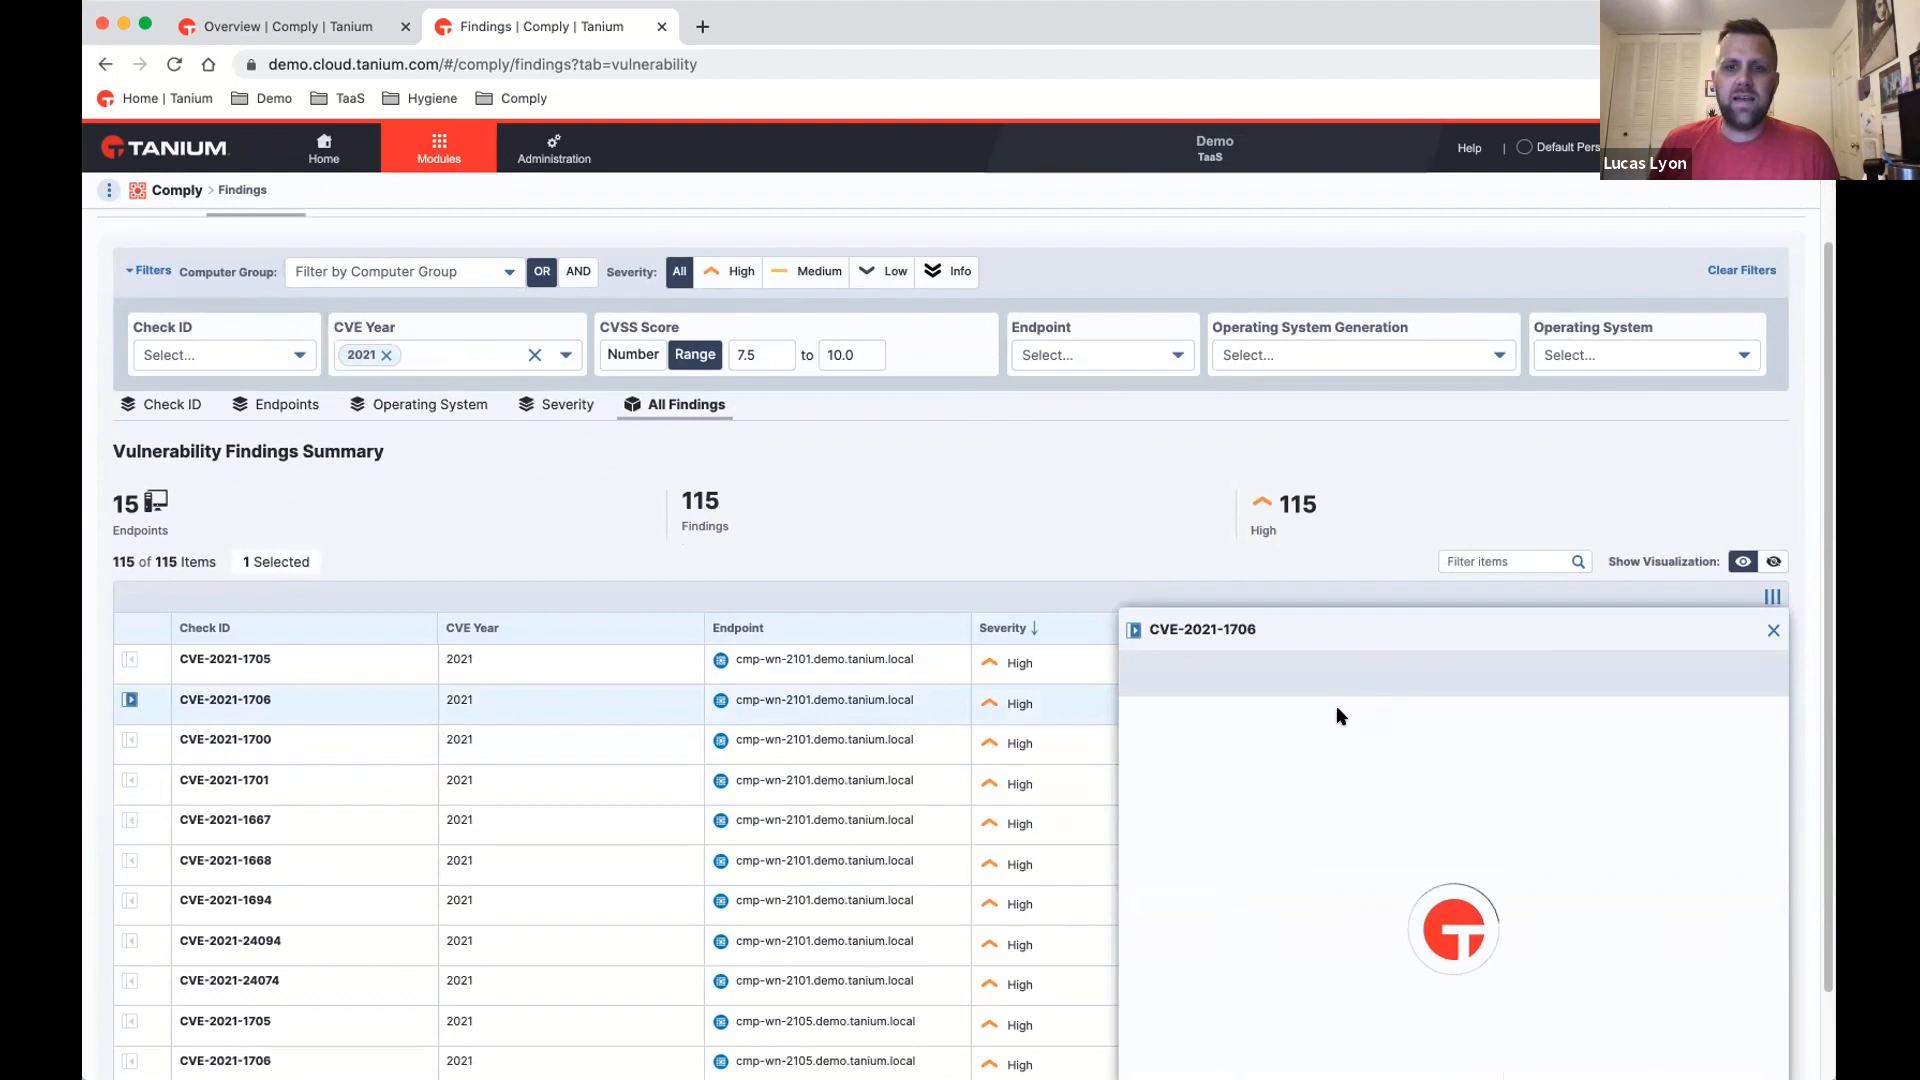 Overview | Comply | Tanium
Findings | Comply | Tanium
demo.cloud.tanium.com/#/comply/findings?tab=vulnerability
Home | Tanium Demo TaaS Hygiene Comply
TANIUM Home Modules Administration
Demo
TaaS
Help | Default Pers
Lucas Lyon
Comply > Findings
Filters Computer Group: Filter by Computer Group OR AND Severity: All High Medium Low Info Clear Filters
Check ID CVE Year CVSS Score Endpoint Operating System Generation Operating System
Select... 2021 Number Range 7.5 to 10.0 Select... Select... Select...
Check ID Endpoints Operating System Severity All Findings
Vulnerability Findings Summary
15 115 115
Endpoints Findings High
115 of 115 Items 1 Selected Filter items Show Visualization:
Check ID CVE Year Endpoint Severity
CVE-2021-1706
CVE-2021-1705 2021 cmp-wn-2101.demo.tanium.local High
CVE-2021-1706 2021 cmp-wn-2101.demo.tanium.local High
CVE-2021-1700 2021 cmp-wn-2101.demo.tanium.local High
CVE-2021-1701 2021 cmp-wn-2101.demo.tanium.local High
CVE-2021-1667 2021 cmp-wn-2101.demo.tanium.local High
CVE-2021-1668 2021 cmp-wn-2101.demo.tanium.local High
CVE-2021-1694 2021 cmp-wn-2101.demo.tanium.local High
CVE-2021-24094 2021 cmp-wn-2101.demo.tanium.local High
CVE-2021-24074 2021 cmp-wn-2101.demo.tanium.local High
CVE-2021-1705 2021 cmp-wn-2105.demo.tanium.local High
CVE-2021-1706 2021 cmp-wn-2105.demo.tanium.local High